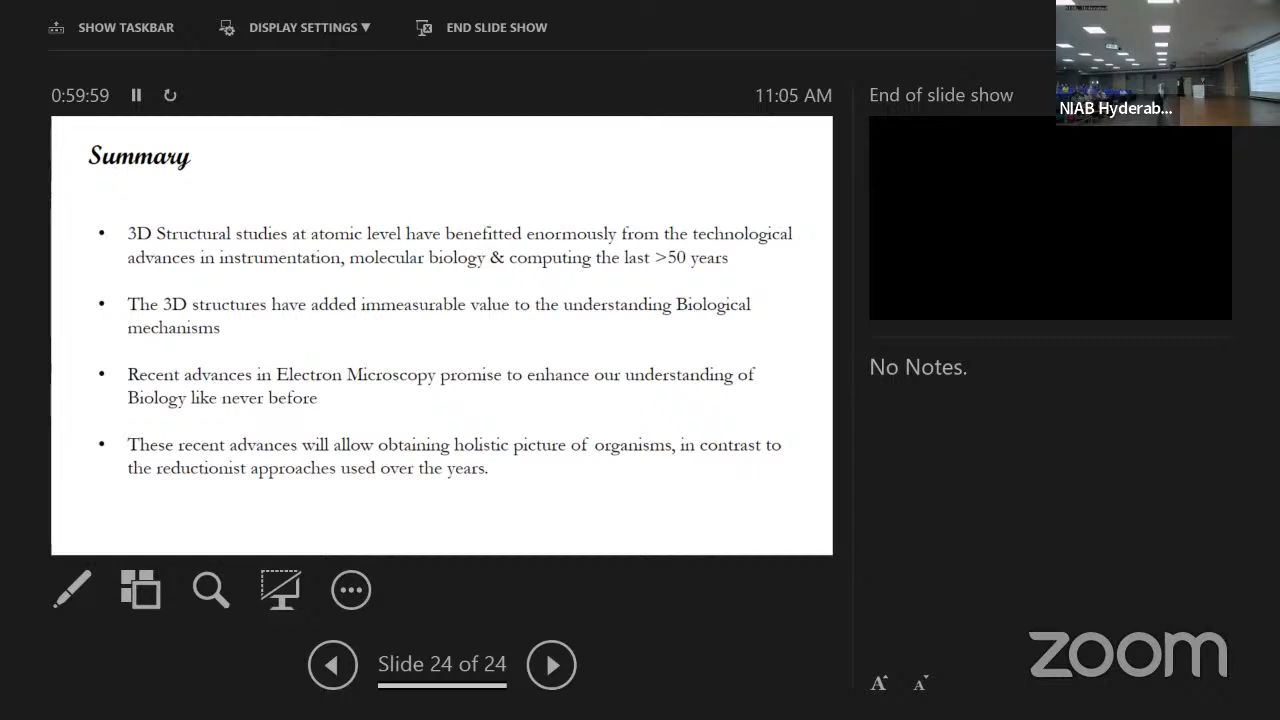 SHOW TASKBAR
DISPLAY SETTINGS ▼
END SLIDE SHOW
0:59:59
11:05 AM
End of slide show
NIAB Hyderab...
Summary
• 3D Structural studies at atomic level have benefitted enormously from the technological
advances in instrumentation, molecular biology & computing the last >50 years
• The 3D structures have added immeasurable value to the understanding Biological
mechanisms
• Recent advances in Electron Microscopy promise to enhance our understanding of
Biology like never before
• These recent advances will allow obtaining holistic picture of organisms, in contrast to
the reductionist approaches used over the years.
No Notes.
Slide 24 of 24
A A
zoom